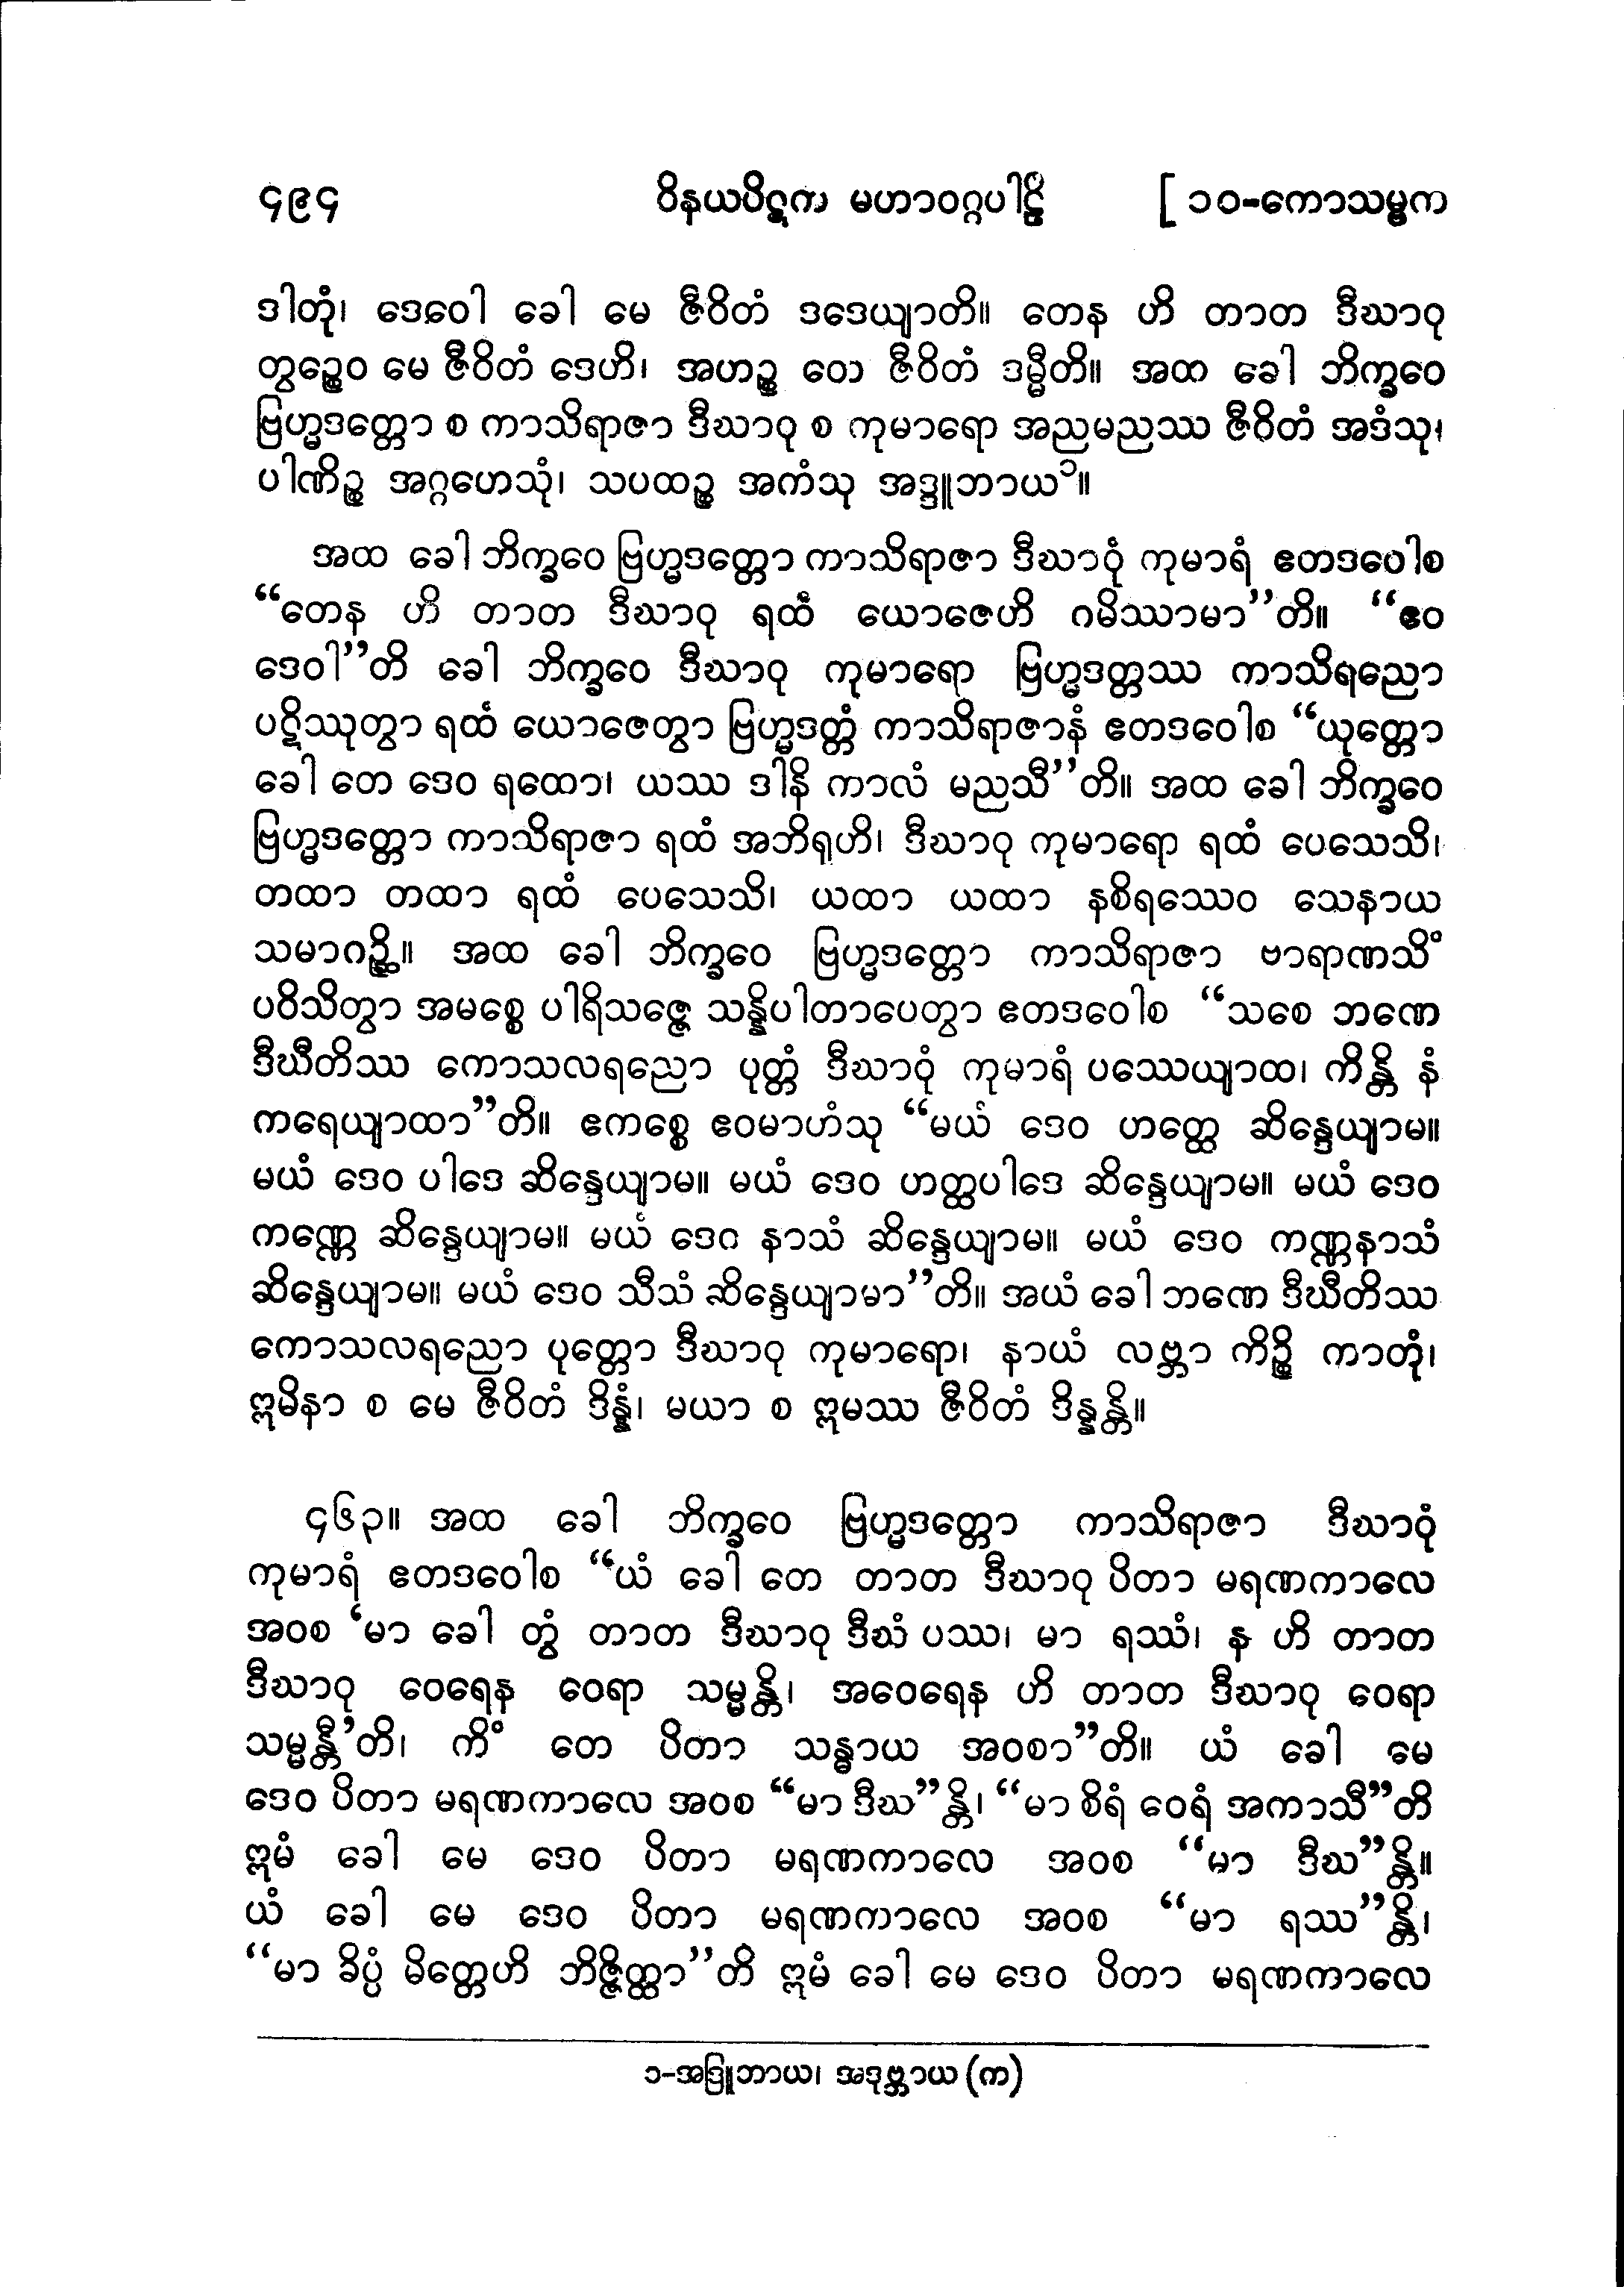 ၄၉၄ ဝိနယပိဋက မဟာဝဂ္ဂပါဠိ [ ၁၀-ကောသမ္ဗက
ဒါတုံ၊ ဒေဝေါ ခေါ မေ ဇီဝိတံ ဒဒေယျာတိ။ တေန ဟိ တာတ ဒီဃာဝု
တွဉ္စေဝ မေ ဇီဝိတံ ဒေဟိ၊ အဟဉ္စ တေ ဇီဝိတံ ဒမ္မီတိ။ အထ ခေါ ဘိက္ခဝေ
ဗြဟ္မဒတ္တော စ ကာသိရာဇာ ဒီဃာဝု စ ကုမာရော အညမညဿ ဇီဝိတံ အဒံသု၊
ပါဏိဉ္စ အဂ္ဂဟေသုံ၊ သပထဉ္စ အကံသု အဒ္ဒူဘာယ၁။
အထ ခေါ ဘိက္ခဝေ ဗြဟ္မဒတ္တော ကာသိရာဇာ ဒီဃာဝုံ ကုမာရံ ဧတဒဝေါစ
“တေန ဟိ တာတ ဒီဃာဝု ရထံ ယောဇေဟိ ဂမိဿာမာ”တိ။ “ဧဝ
ဒေဝါ”တိ ခေါ ဘိက္ခဝေ ဒီဃာဝု ကုမာရော ဗြဟ္မဒတ္တဿ ကာသိရညော
ပဋိဿုတွာ ရထံ ယောဇေတွာ ဗြဟ္မဒတ္တံ ကာသိရာဇာနံ ဧတဒဝေါစ “ယုတ္တော
ခေါ တေ ဒေဝ ရထော၊ ယဿ ဒါနိ ကာလံ မညသီ”တိ။ အထ ခေါ ဘိက္ခဝေ
ဗြဟ္မဒတ္တော ကာသိရာဇာ ရထံ အဘိရုဟိ၊ ဒီဃာဝု ကုမာရော ရထံ ပေသေသိ၊
တထာ တထာ ရထံ ပေသေသိ၊ ယထာ ယထာ နစိရဿေဝ သေနာယ
သမာဂဉ္ဆိ။ အထ ခေါ ဘိက္ခဝေ ဗြဟ္မဒတ္တော ကာသိရာဇာ ဗာရာဏသိံ
ပဝိသိတွာ အမစ္စေ ပါရိသဇ္ဇေ သန္နိပါတာပေတွာ ဧတဒဝေါစ “သစေ ဘဏေ
ဒီဃီတိဿ ကောသလရညော ပုတ္တံ ဒီဃာဝုံ ကုမာရံ ပဿေယျာထ၊ ကိန္တိ နံ
ကရေယျာထာ”တိ။ ဧကစ္စေ ဧဝမာဟံသု “မယံ ဒေဝ ဟတ္ထေ ဆိန္ဒေယျာမ။
မယံ ဒေဝ ပါဒေ ဆိန္ဒေယျာမ။ မယံ ဒေဝ ဟတ္ထပါဒေ ဆိန္ဒေယျာမ။ မယံ ဒေဝ
ကဏ္ဏေ ဆိန္ဒေယျာမ။ မယံ ဒေဝ နာသံ ဆိန္ဒေယျာမ။ မယံ ဒေဝ ကဏ္ဏနာသံ
ဆိန္ဒေယျာမ။ မယံ ဒေဝ သီသံ ဆိန္ဒေယျာမာ”တိ။ အယံ ခေါ ဘဏေ ဒီဃီတိဿ
ကောသလရညော ပုတ္တော ဒီဃာဝု ကုမာရော၊ နာယံ လဗ္ဘာ ကိဉ္စိ ကာတုံ၊
ဣမိနာ စ မေ ဇီဝိတံ ဒိန္နံ၊ မယာ စ ဣမဿ ဇီဝိတံ ဒိန္နန္တိ။
၄၆၃။ အထ ခေါ ဘိက္ခဝေ ဗြဟ္မဒတ္တော ကာသိရာဇာ ဒီဃာဝုံ
ကုမာရံ ဧတဒဝေါစ “ယံ ခေါ တေ တာတ ဒီဃာဝု ပိတာ မရဏကာလေ
အဝစ ‘မာ ခေါ တွံ တာတ ဒီဃာဝု ဒီဃံ ပဿ၊ မာ ရဿံ၊ န ဟိ တာတ
ဒီဃာဝု ဝေရေန ဝေရာ သမ္မန္တိ၊ အဝေရေန ဟိ တာတ ဒီဃာဝု ဝေရာ
သမ္မန္တီ’တိ၊ ကိံ တေ ပိတာ သန္ဓာယ အဝစာ”တိ။ ယံ ခေါ မေ
ဒေဝ ပိတာ မရဏကာလေ အဝစ “မာ ဒီဃ”န္တိ၊ “မာ စိရံ ဝေရံ အကာသီ”တိ
ဣမံ ခေါ မေ ဒေဝ ပိတာ မရဏကာလေ အဝစ “မာ ဒီဃ”န္တိ။
ယံ ခေါ မေ ဒေဝ ပိတာ မရဏကာလေ အဝစ “မာ ရဿ”န္တိ၊
“မာ ခိပ္ပံ မိတ္တေဟိ ဘိဇ္ဇိတ္ထာ”တိ ဣမံ ခေါ မေ ဒေဝ ပိတာ မရဏကာလေ
၁-အဒြူဘာယ၊ အဒုဗ္ဘာယ (က)